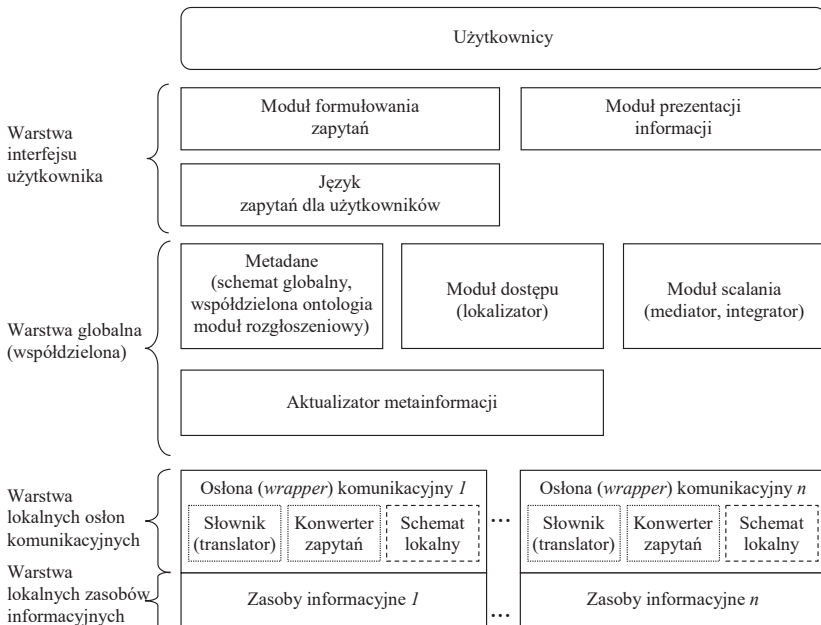 Użytkownicy
Warstwa
interfejsu
użytkownika
Moduł formułowania
zapytań
Moduł prezentacji
informacji
Język
zapytań dla użytkowników
Warstwa globalna
(współdzielona)
Metadane
(schemat globalny,
współdzielona ontologia
moduł rozgłoszeniowy)
Moduł dostępu
(lokalizator)
Moduł scalania
(mediator, integrator)
Aktualizator metainformacji
Warstwa
lokalnych osłon
komunikacyjnych
Osłona (wrapper) komunikacyjny 1
Słownik
(translator)
Konwerter
zapytań
Schemat
lokalny
...
Osłona (wrapper) komunikacyjny n
Słownik
(translator)
Konwerter
zapytań
Schemat
lokalny
Warstwa
lokalnych zasobów
informacyjnych
Zasoby informacyjne 1
...
Zasoby informacyjne n